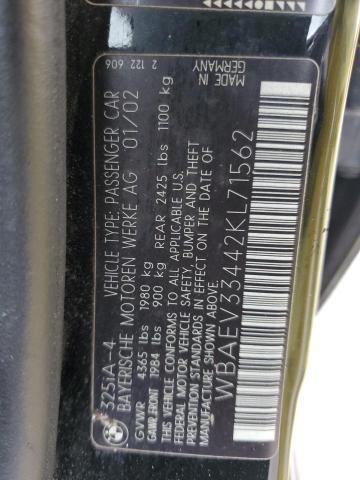 325iA-4 VEHICLE TYPE: PASSENGER CAR 2 122 606
BAYERISCHE MOTOREN WERKE AG 01/02
GVWR 4365 lbs 1980 kg
GAWR FRONT 1984 lbs 900 kg REAR 2425 lbs 1100 kg
THIS VEHICLE CONFORMS TO ALL APPLICABLE U.S.
FEDERAL MOTOR VEHICLE SAFETY, BUMPER, AND THEFT
PREVENTION STANDARDS IN EFFECT ON THE DATE OF
MANUFACTURE SHOWN ABOVE.
WBAEV33442KL71562
MADE IN
GERMANY